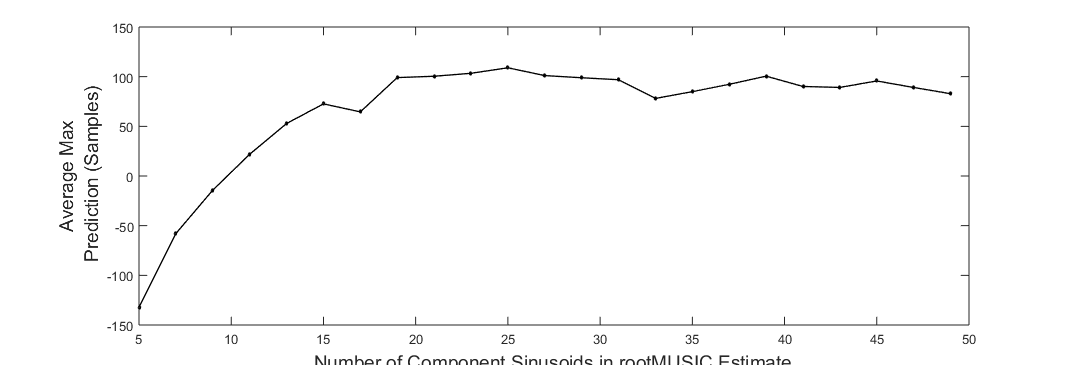 150
100
50
0
-50
-100
-150
Average Max
Prediction (Samples)
5 10 15 20 25 30 35 40 45 50
Number of Component Sinusoids in rootMUSIC Estimate